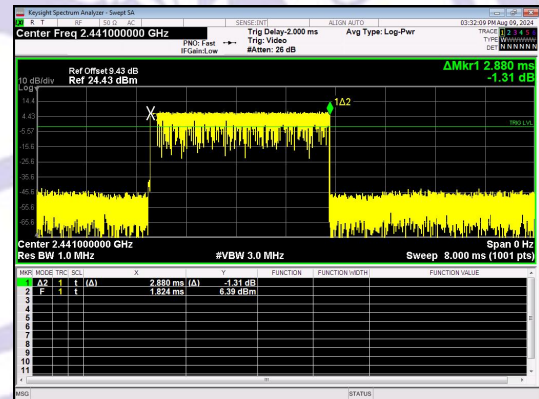 Keysight Spectrum Analyzer - Swept SA
R T RF 50 Ω AC SENSE:INT ALIGN AUTO 03:32:09 PM Aug 09, 2024
Center Freq 2.441000000 GHz
PNO: Fast
IFGain:Low
Trig Delay-2.000 ms
Trig: Video
#Atten: 26 dB
Avg Type: Log-Pwr
TRACE 1 2 3 4 5 6
TYPE WWWWWW
DET N N N N N N
ΔMkr1 2.880 ms
-1.31 dB
Ref Offset 9.43 dB
10 dB/div Ref 24.43 dBm
Log
14.4
4.43
-5.57
-15.6
-25.6
-35.6
-45.6
-55.6
-65.6
X
1Δ2
TRIG LVL
Center 2.441000000 GHz Span 0 Hz
Res BW 1.0 MHz #VBW 3.0 MHz Sweep 8.000 ms (1001 pts)
MKR MODE TRC SCL X Y FUNCTION FUNCTION WIDTH FUNCTION VALUE
1 Δ2 1 t (Δ) 2.880 ms (Δ) -1.31 dB
2 F 1 t 1.824 ms 6.39 dBm
3
4
5
6
7
8
9
10
11
MSG STATUS